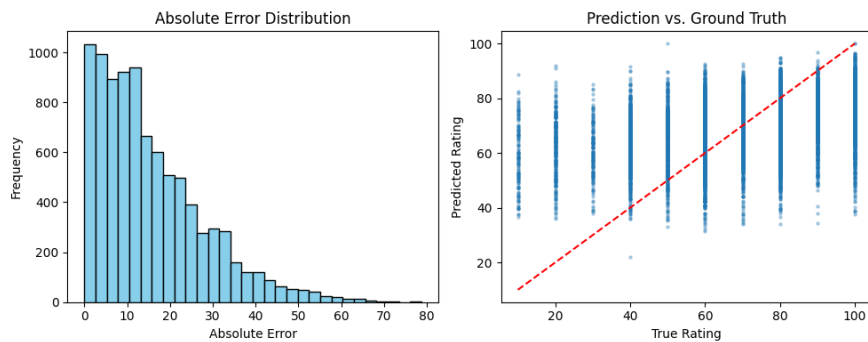 Absolute Error Distribution
Frequency
1000
800
600
400
200
0
0 10 20 30 40 50 60 70 80
Absolute Error
Prediction vs. Ground Truth
Predicted Rating
100
80
60
40
20
20 40 60 80 100
True Rating